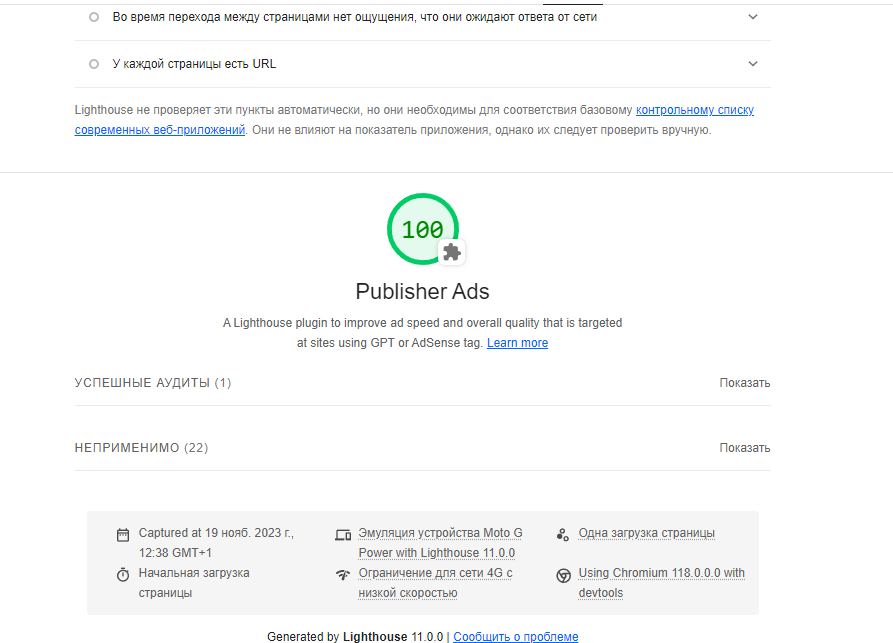 Во время перехода между страницами нет ощущения, что они ожидают ответа от сети
У каждой страницы есть URL
Lighthouse не проверяет эти пункты автоматически, но они необходимы для соответствия базовому контрольному списку
современных веб-приложений. Они не влияют на показатель приложения, однако их следует проверить вручную.
100
Publisher Ads
A Lighthouse plugin to improve ad speed and overall quality that is targeted
at sites using GPT or AdSense tag. Learn more
УСПЕШНЫЕ АУДИТЫ (1) Показать
НЕПРИМЕНИМО (22) Показать
Captured at 19 нояб. 2023 г.,
12:38 GMT+1
Эмуляция устройства Moto G
Power with Lighthouse 11.0.0
Одна загрузка страницы
Начальная загрузка
страницы
Ограничение для сети 4G с
низкой скоростью
Using Chromium 118.0.0.0 with
devtools
Generated by Lighthouse 11.0.0 | Сообщить о проблеме